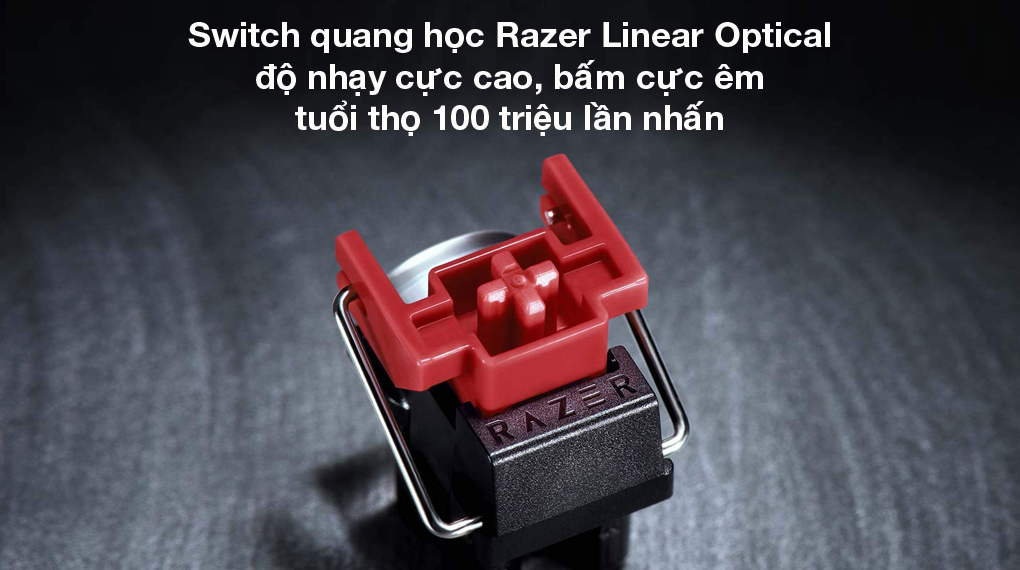 Switch quang học Razer Linear Optical
độ nhạy cực cao, bấm cực êm
tuổi thọ 100 triệu lần nhấn
RAZER